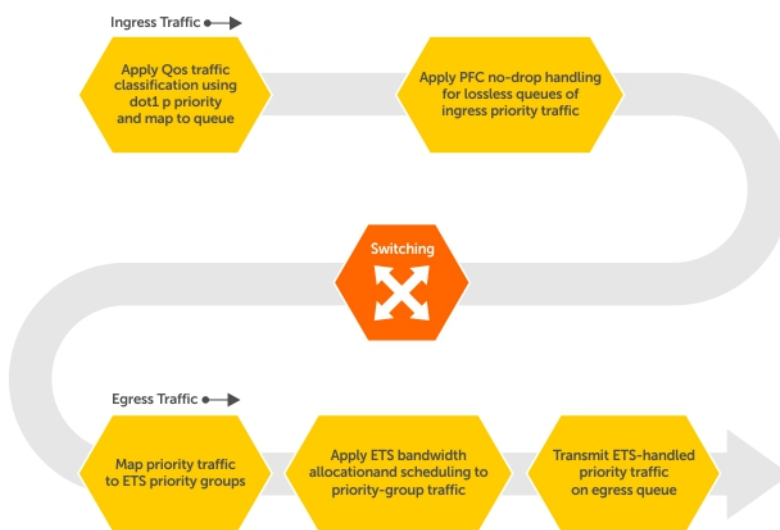 Ingress Traffic
Apply Qos traffic
classification using
dot1 p priority
and map to queue
Apply PFC no-drop handling
for lossless queues of
ingress priority traffic
Switching
Egress Traffic
Map priority traffic
to ETS priority groups
Apply ETS bandwidth
allocationand scheduling to
priority-group traffic
Transmit ETS-handled
priority traffic
on egress queue